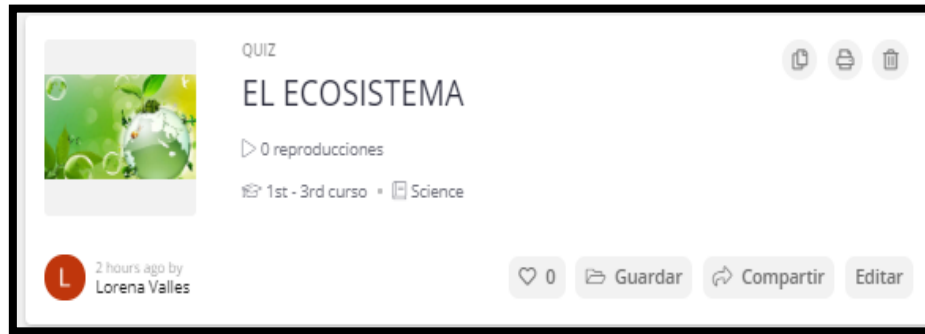 QUIZ
EL ECOSISTEMA
0 reproducciones
1st - 3rd curso • Science
L
2 hours ago by
Lorena Valles
0 Guardar Compartir Editar